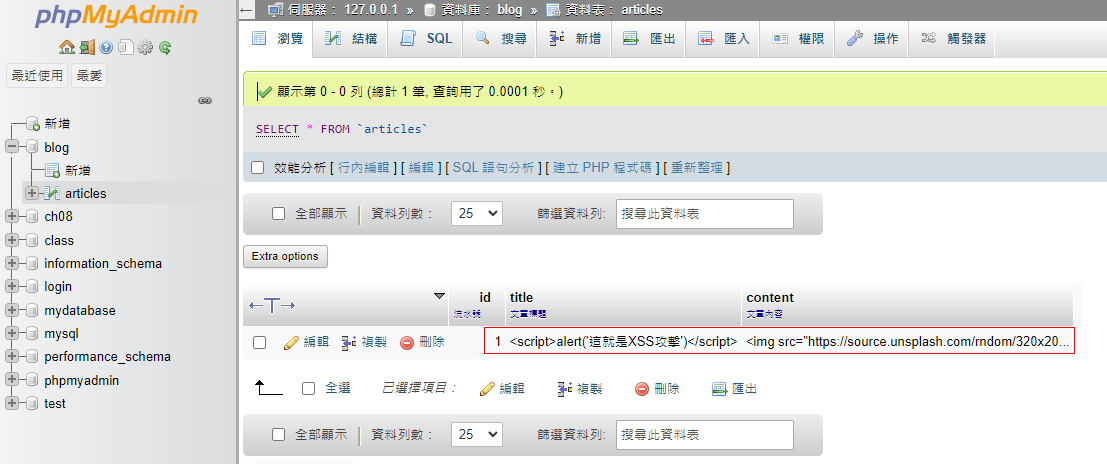 phpMyAdmin
最近使用 最愛
新增
blog
新增
articles
ch08
class
information_schema
login
mydatabase
mysql
performance_schema
phpmyadmin
test
伺服器： 127.0.0.1 » 資料庫： blog » 資料表： articles
瀏覽 結構 SQL 搜尋 新增 匯出 匯入 權限 操作 觸發器
顯示第 0 - 0 列 (總計 1 筆, 查詢用了 0.0001 秒。)
SELECT * FROM `articles`
效能分析 [ 行內編輯 ] [ 編輯 ] [ SQL 語句分析 ] [ 建立 PHP 程式碼 ] [ 重新整理 ]
全部顯示 資料列數： 25 篩選資料列: 搜尋此資料表
Extra options
←T→ id title content
流水號 文章標題 文章內容
編輯 複製 刪除 1 <script>alert('這就是XSS攻擊')</script> <img src="https://source.unsplash.com/rndom/320x20...
全選 已選擇項目： 編輯 複製 刪除 匯出
全部顯示 資料列數： 25 篩選資料列: 搜尋此資料表